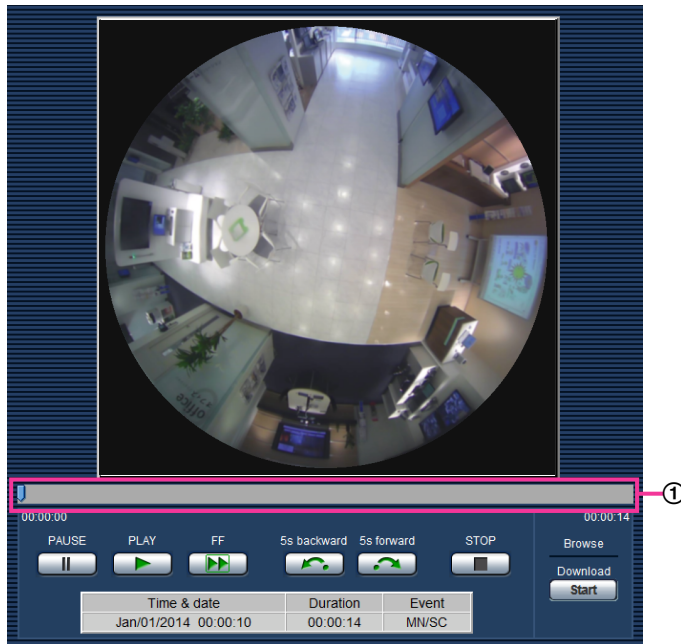 ①
00:00:00 00:00:14
PAUSE PLAY FF 5s backward 5s forward STOP Browse
Download
Start
Time & date Duration Event
Jan/01/2014 00:00:10 00:00:14 MN/SC
office